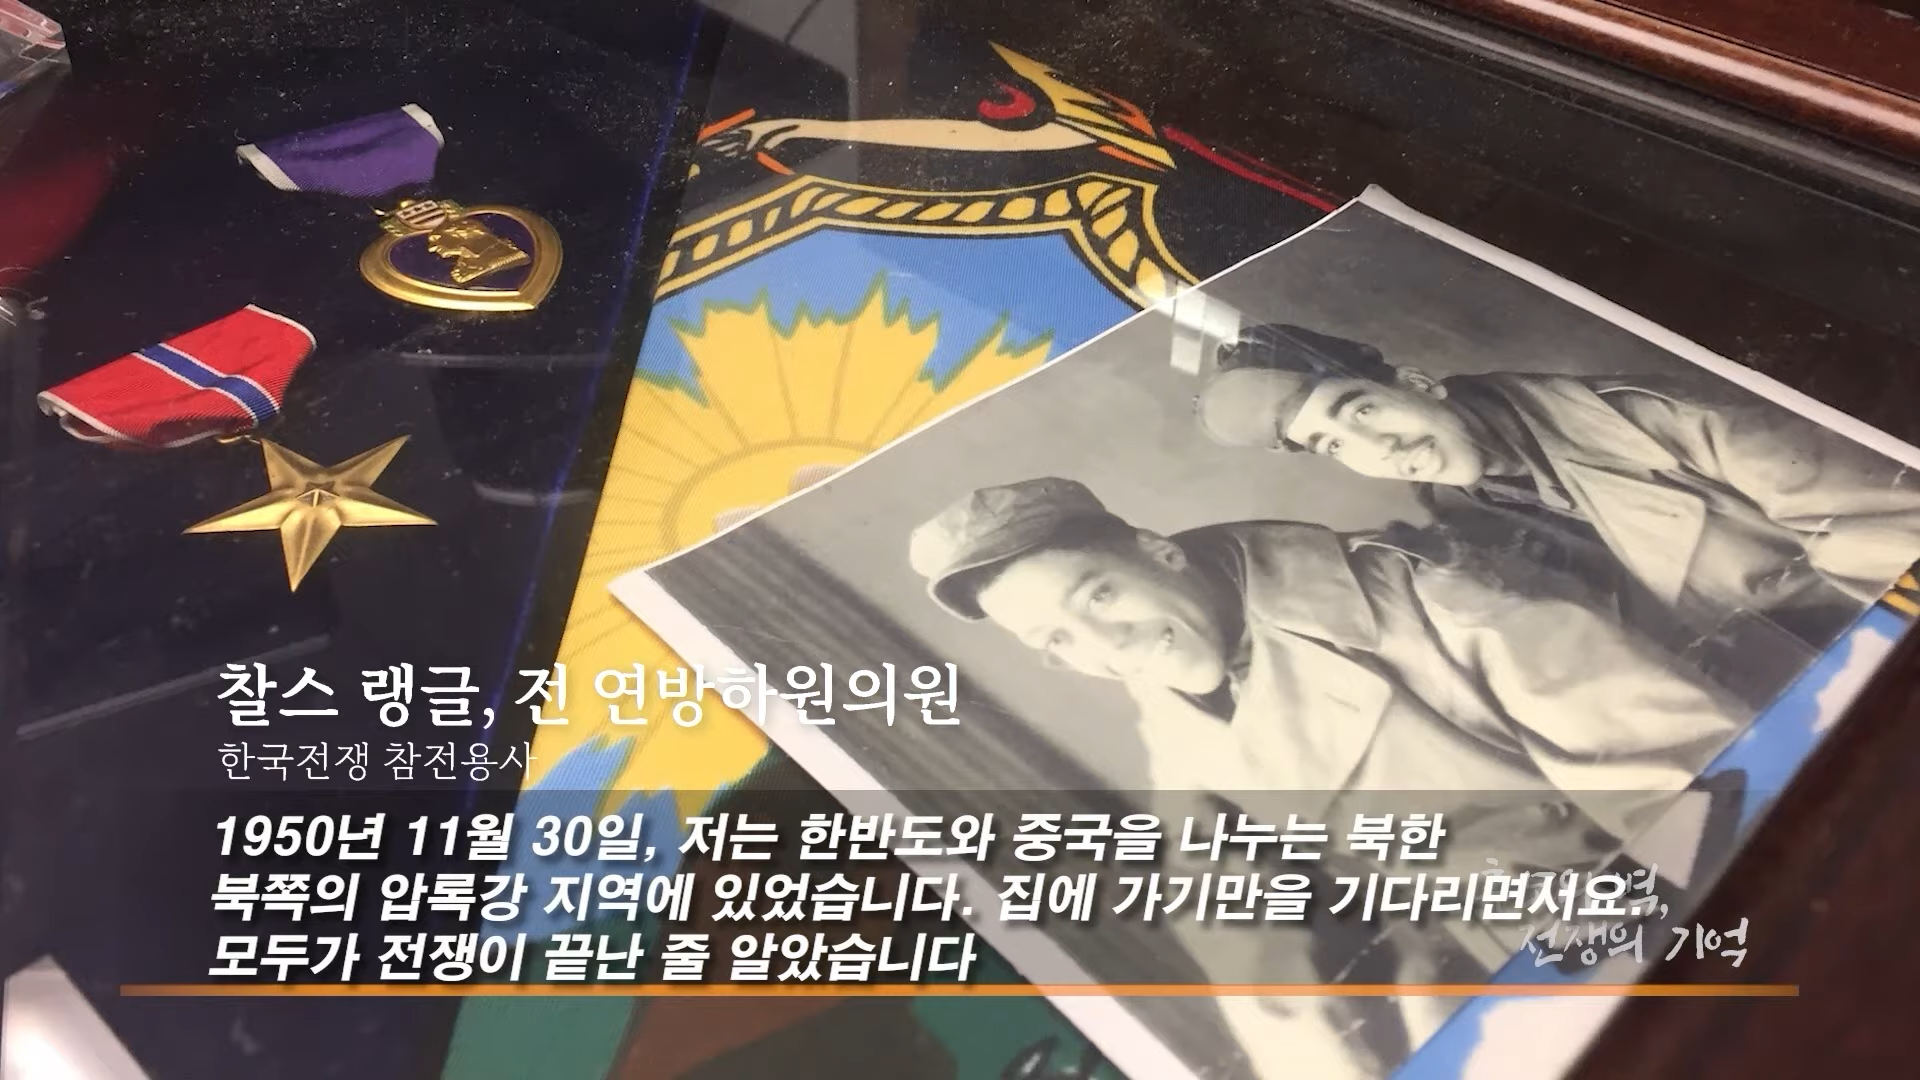 찰스 랭글, 전 연방하원의원
한국전쟁 참전용사
1950년 11월 30일, 저는 한반도와 중국을 나누는 북한
북쪽의 압록강 지역에 있었습니다. 집에 가기만을 기다리면서요.
모두가 전쟁이 끝난 줄 알았습니다
전쟁의 기억